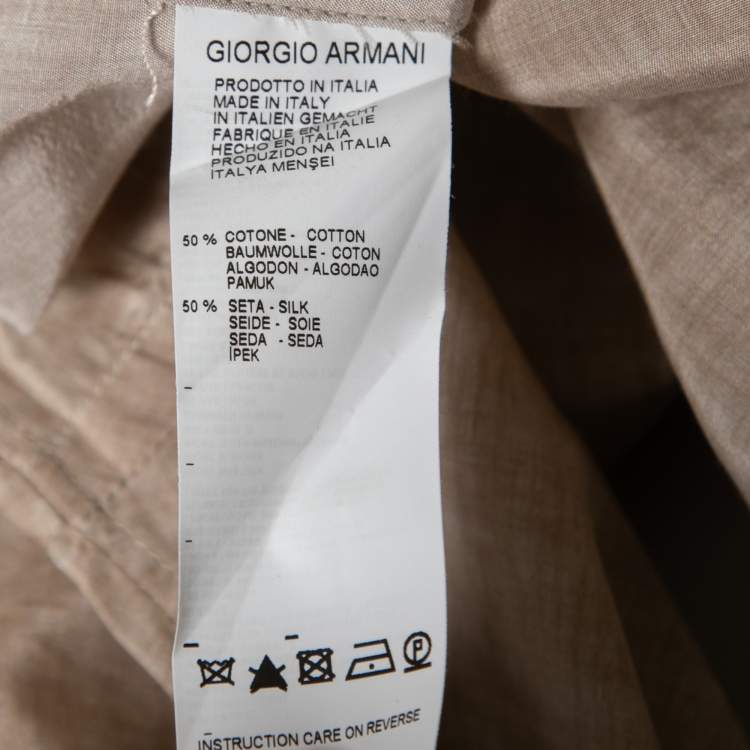 GIORGIO ARMANI
PRODOTTO IN ITALIA
MADE IN ITALY
IN ITALIEN GEMACHT
FABRIQUE EN ITALIE
HECHO EN ITALIA
PRODUZIDO NA ITALIA
İTALYA MENŞEI
50 % COTONE - COTTON
BAUMWOLLE - COTON
ALGODON - ALGODAO
PAMUK
50 % SETA - SILK
SEIDE - SOIE
SEDA - SEDA
İPEK
P
INSTRUCTION CARE ON REVERSE